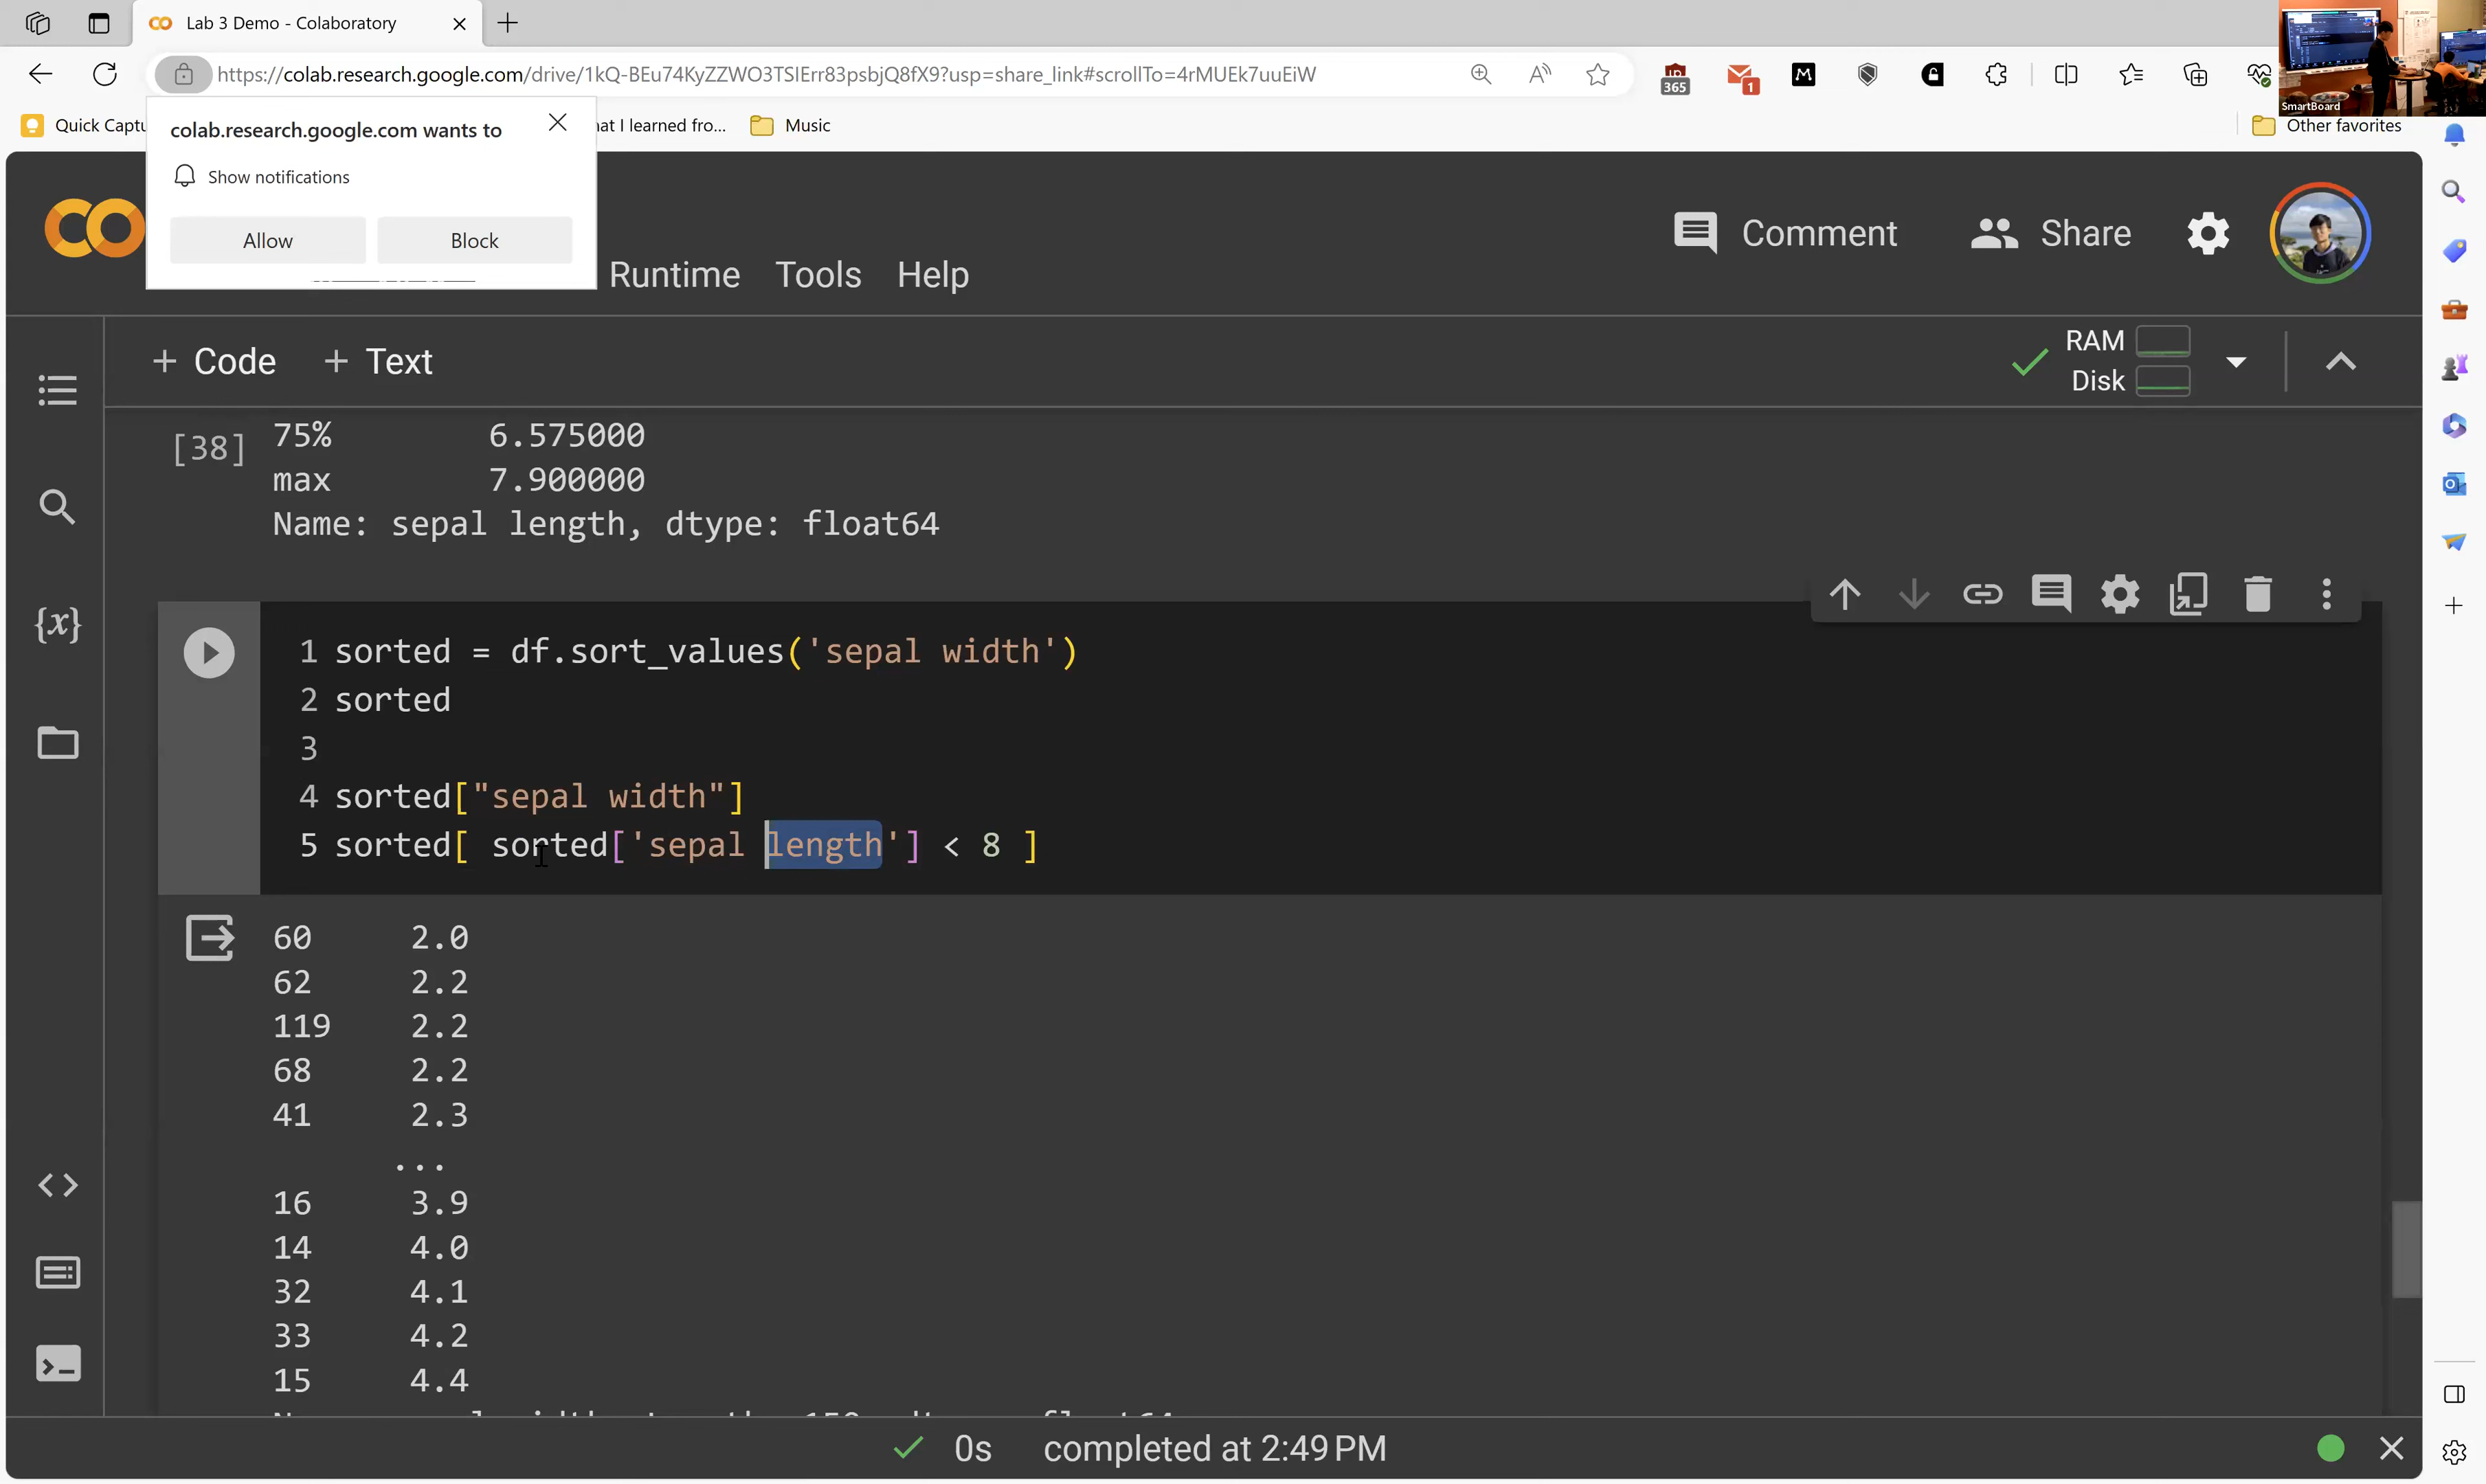 Lab 3 Demo - Colaboratory
https://colab.research.google.com/drive/1kQ-BEu74KyZZWO3TSIErr83psbjQ8fX9?usp=share_link#scrollTo=4rMUEk7uuEiW
365
1
M
SmartBoard
Quick Captu
hat I learned fro...
Music
Other favorites
colab.research.google.com wants to
Show notifications
Allow
Block
Runtime Tools Help
Comment
Share
+ Code + Text
RAM
Disk
[38]
75% 6.575000
max 7.900000
Name: sepal length, dtype: float64
1 sorted = df.sort_values('sepal width')
2 sorted
3
4 sorted["sepal width"]
5 sorted[ sorted['sepal length'] < 8 ]
60 2.0
62 2.2
119 2.2
68 2.2
41 2.3
...
16 3.9
14 4.0
32 4.1
33 4.2
15 4.4
0s completed at 2:49 PM